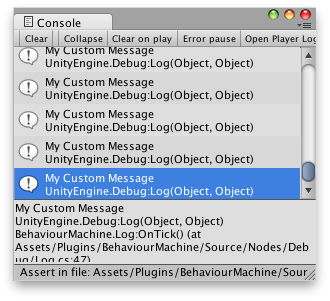 Console
Clear Collapse Clear on play Error pause Open Player Log
My Custom Message
UnityEngine.Debug:Log(Object, Object)
My Custom Message
UnityEngine.Debug:Log(Object, Object)
My Custom Message
UnityEngine.Debug:Log(Object, Object)
My Custom Message
UnityEngine.Debug:Log(Object, Object)
My Custom Message
UnityEngine.Debug:Log(Object, Object)
My Custom Message
UnityEngine.Debug:Log(Object, Object)
BehaviourMachine.Log:OnTick() (at
Assets/Plugins/BehaviourMachine/Source/Nodes/Deb
ug/Log.cs:47)
Assert in file: Assets/Plugins/BehaviourMachine/Sour